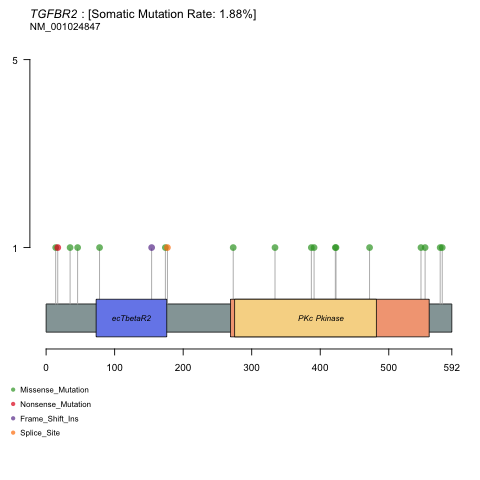 TGFBR2 : [Somatic Mutation Rate: 1.88%]
NM_001024847
5
1
ecTbetaR2
PKc Pkinase
0 100 200 300 400 500 592
Missense_Mutation
Nonsense_Mutation
Frame_Shift_Ins
Splice_Site